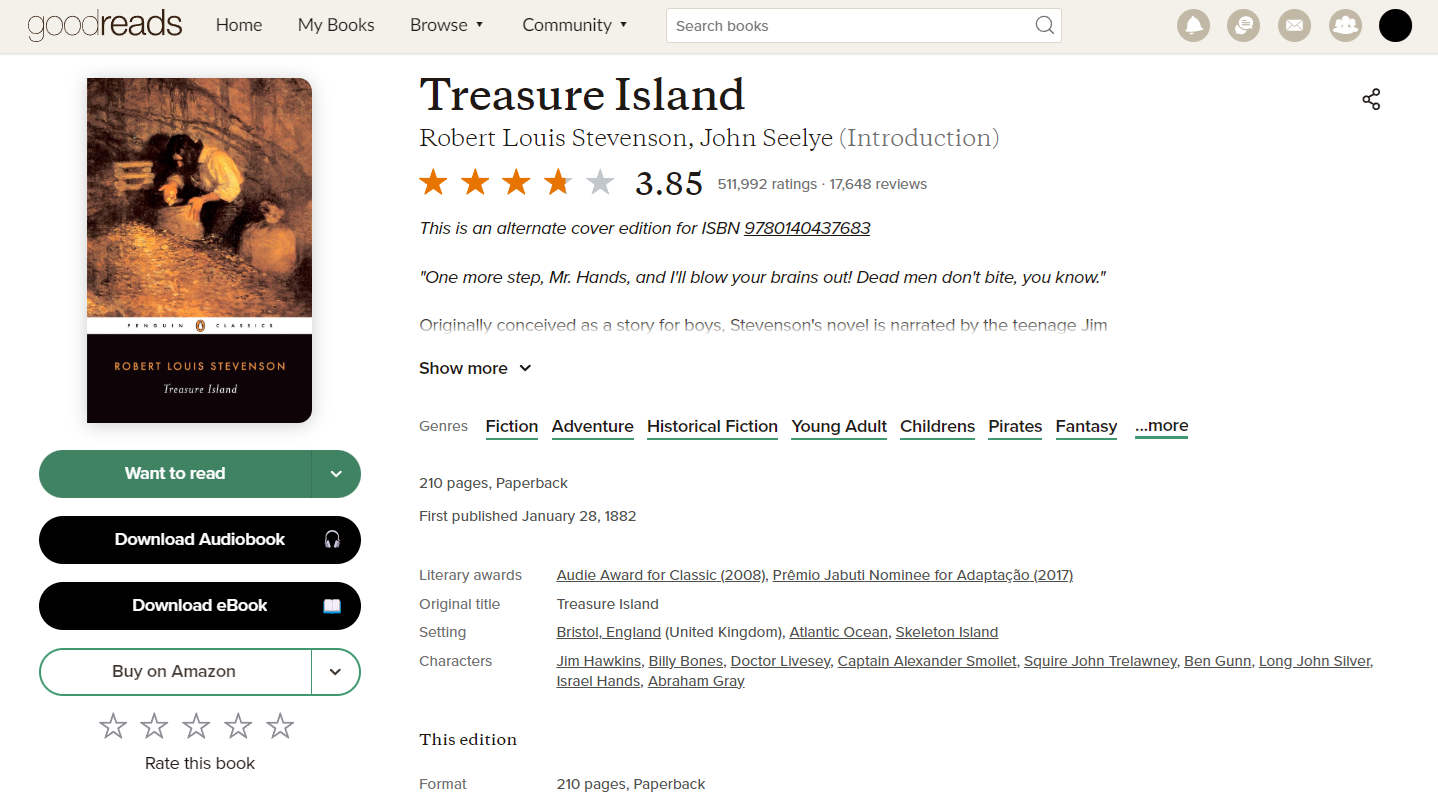 goodreads Home My Books Browse ▼ Community ▼ Search books
PENGUIN CLASSICS
ROBERT LOUIS STEVENSON
Treasure Island
Want to read
Download Audiobook
Download eBook
Buy on Amazon
Rate this book
Treasure Island
Robert Louis Stevenson, John Seelye (Introduction)
3.85 511,992 ratings · 17,648 reviews
This is an alternate cover edition for ISBN 9780140437683
"One more step, Mr. Hands, and I'll blow your brains out! Dead men don't bite, you know."
Originally conceived as a story for boys, Stevenson's novel is narrated by the teenage Jim
Show more
Genres Fiction Adventure Historical Fiction Young Adult Childrens Pirates Fantasy ...more
210 pages, Paperback
First published January 28, 1882
Literary awards Audie Award for Classic (2008), Prêmio Jabuti Nominee for Adaptação (2017)
Original title Treasure Island
Setting Bristol, England (United Kingdom), Atlantic Ocean, Skeleton Island
Characters Jim Hawkins, Billy Bones, Doctor Livesey, Captain Alexander Smollet, Squire John Trelawney, Ben Gunn, Long John Silver,
Israel Hands, Abraham Gray
This edition
Format 210 pages, Paperback